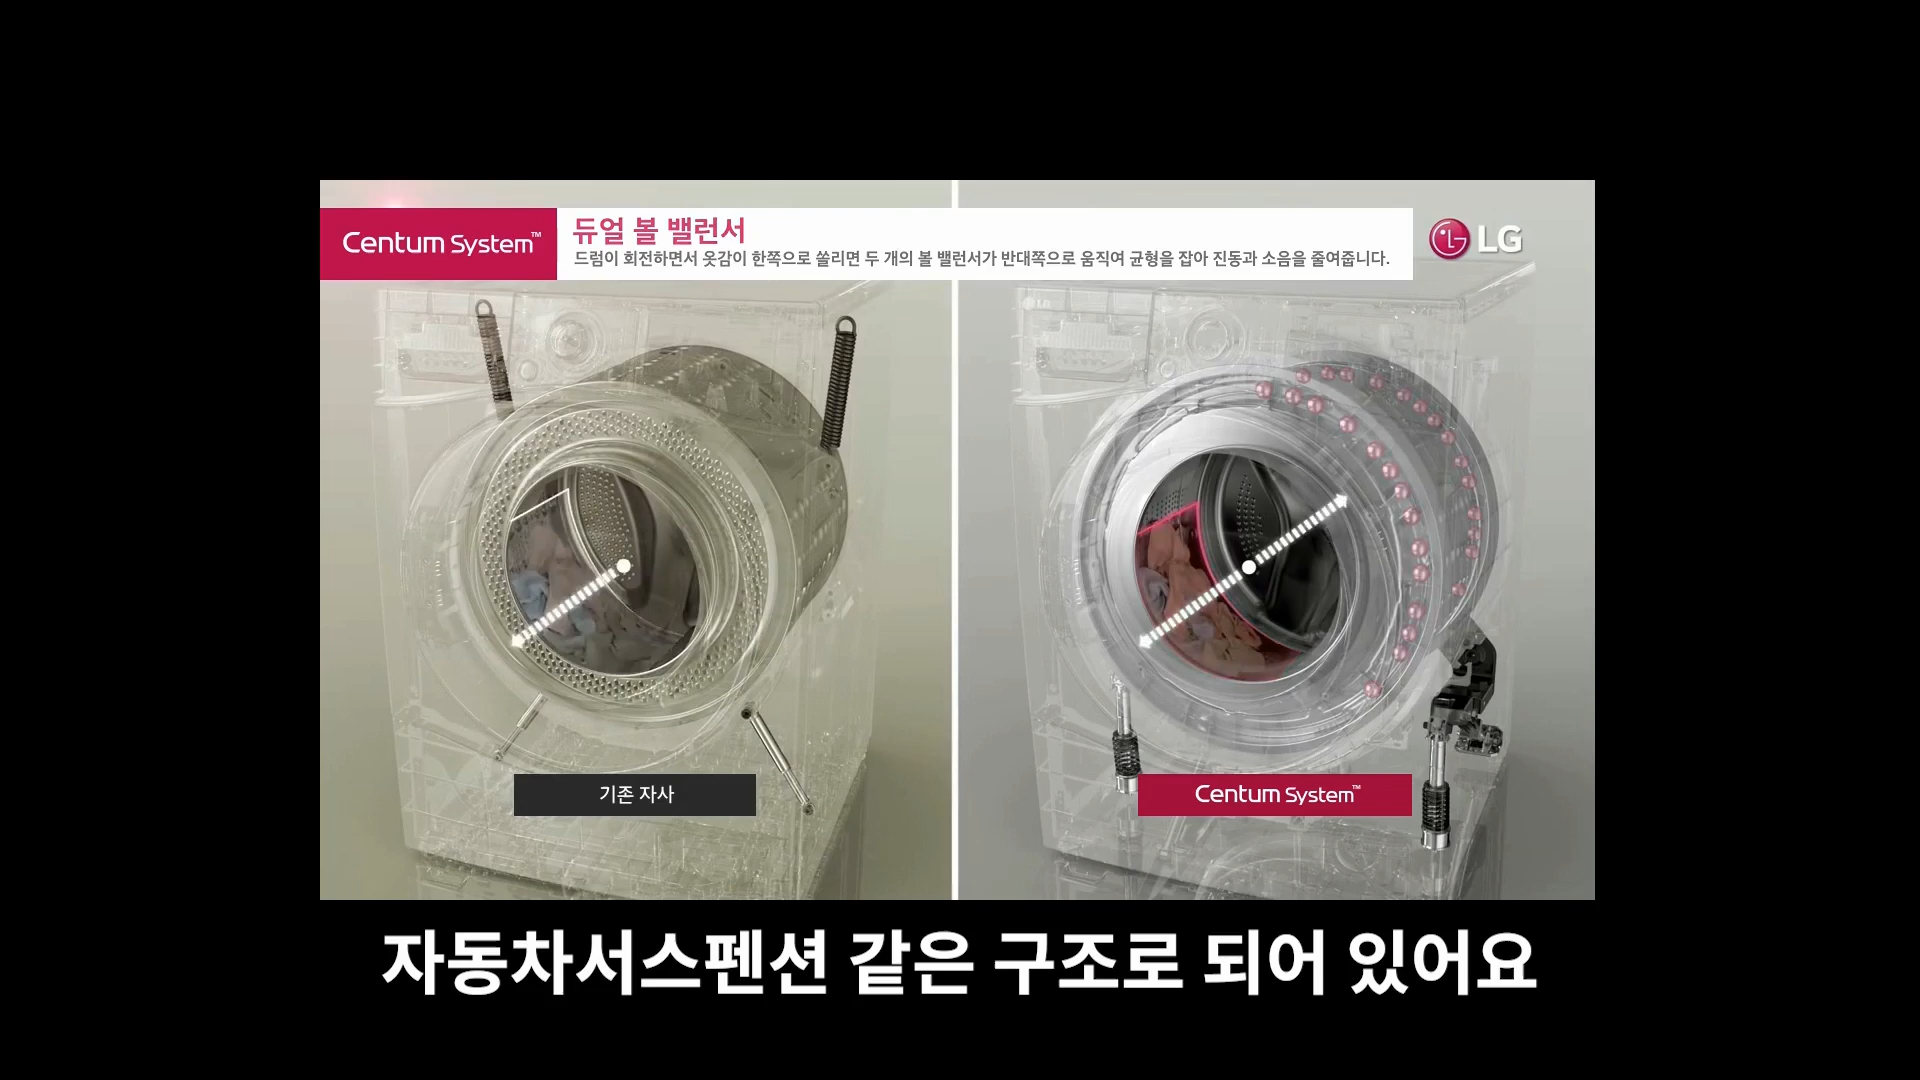 Centum System™
듀얼 볼 밸런서
드럼이 회전하면서 옷감이 한쪽으로 쏠리면 두 개의 볼 밸런서가 반대쪽으로 움직여 균형을 잡아 진동과 소음을 줄여줍니다.
LG
기존 자사
Centum System™
자동차서스펜션 같은 구조로 되어 있어요